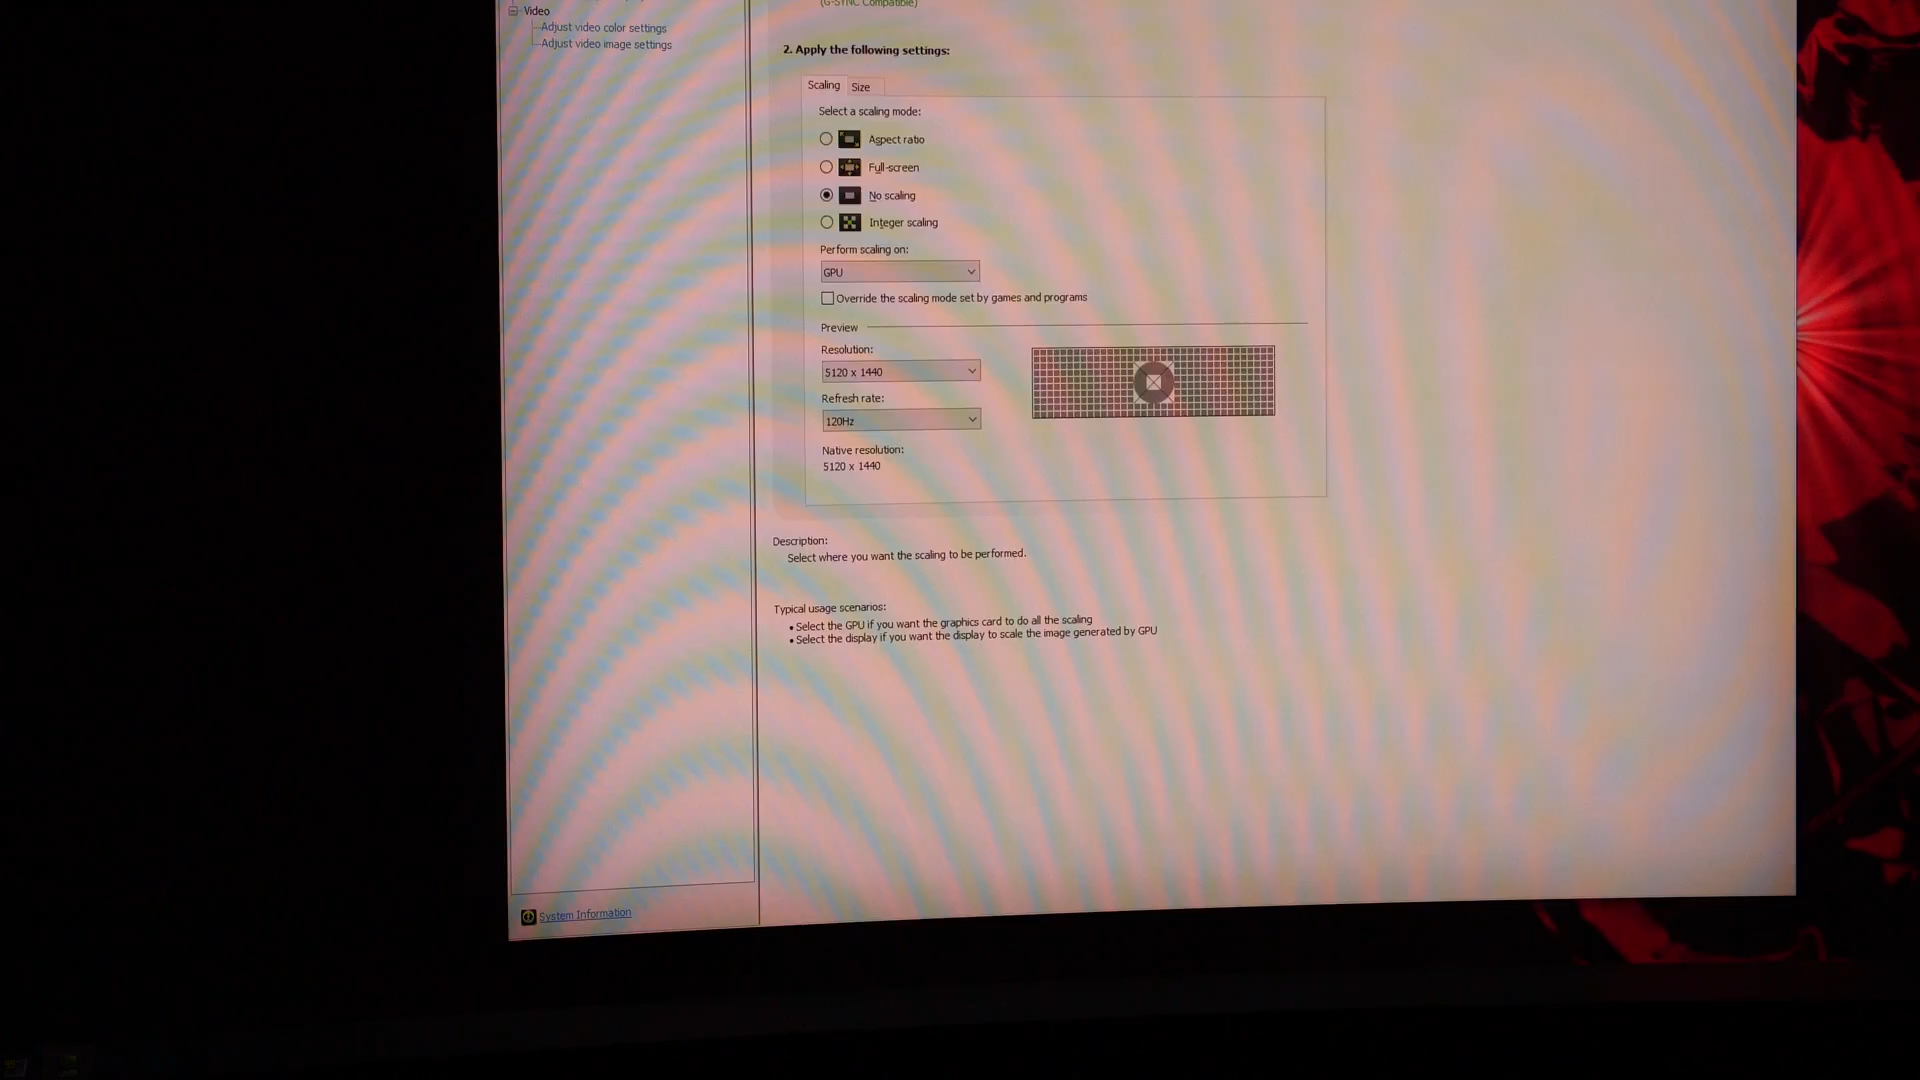 (G-SYNC Compatible)
Video
Adjust video color settings
Adjust video image settings
2. Apply the following settings:
Scaling
Size
Select a scaling mode:
Aspect ratio
Full-screen
No scaling
Integer scaling
Perform scaling on:
GPU
Override the scaling mode set by games and programs
Preview
Resolution:
5120 x 1440
Refresh rate:
120Hz
Native resolution:
5120 x 1440
Description:
Select where you want the scaling to be performed.
Typical usage scenarios:
• Select the GPU if you want the graphics card to do all the scaling
• Select the display if you want the display to scale the image generated by GPU
System Information